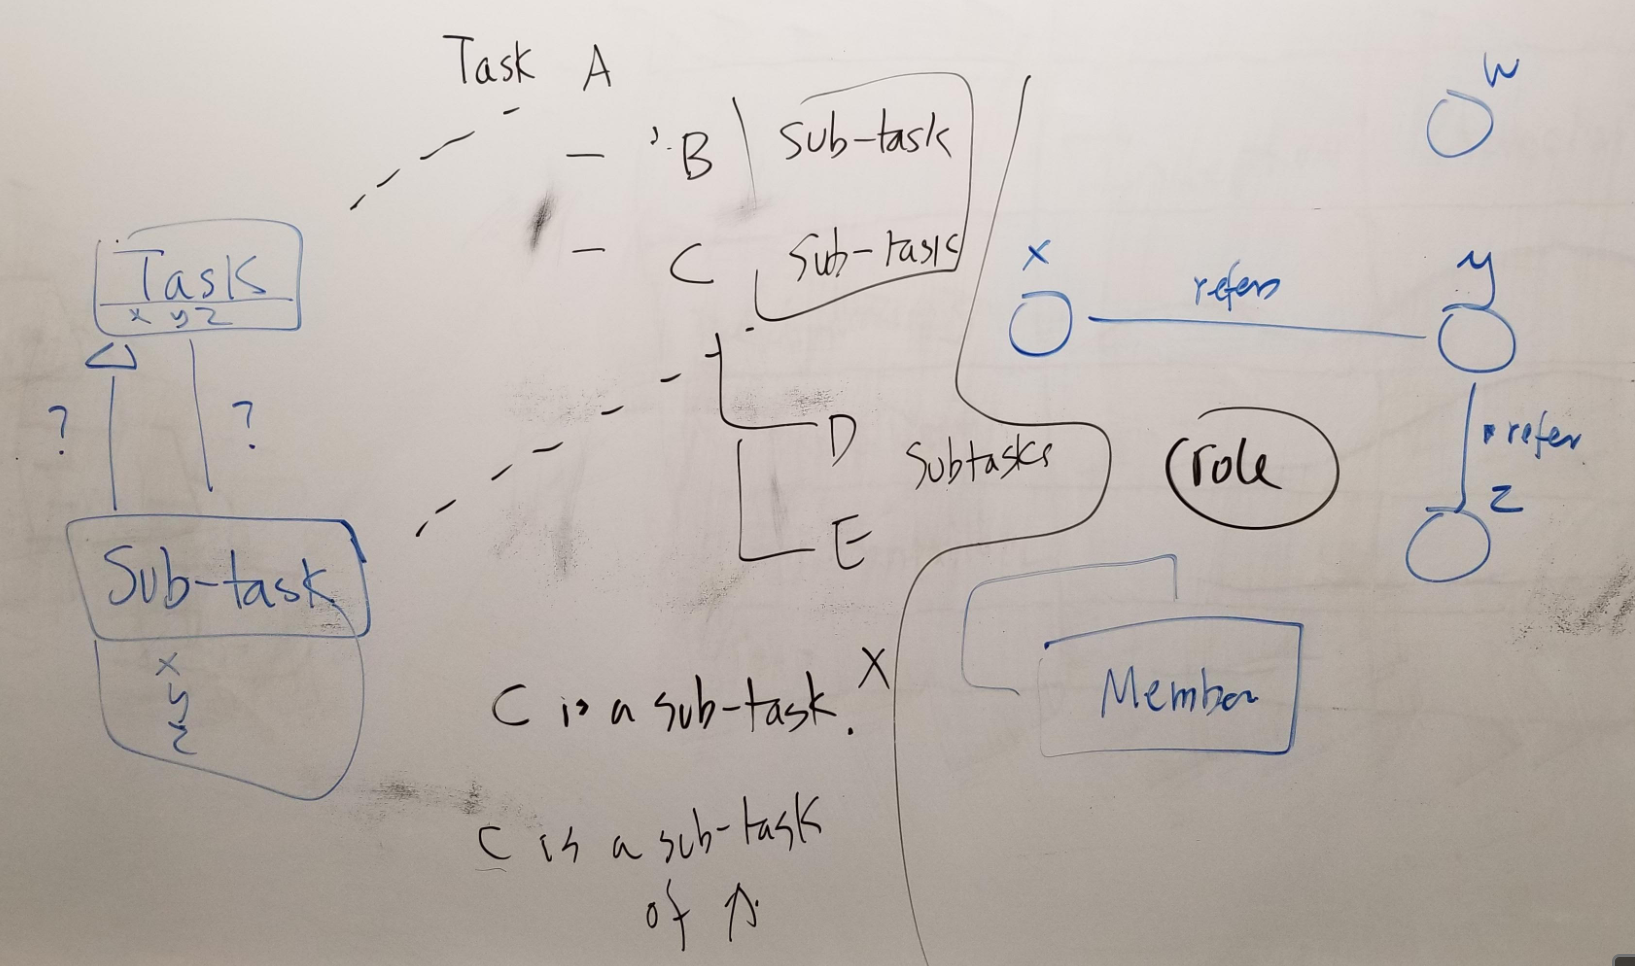 Task A
– B Sub-task
– C Sub-task
D
Subtasks
E
C is a sub-task. X
C is a sub-task
of A.
Task
x y z
? ?
Sub-task
x
y
z
w
x
refers
y
refer
z
role
Member